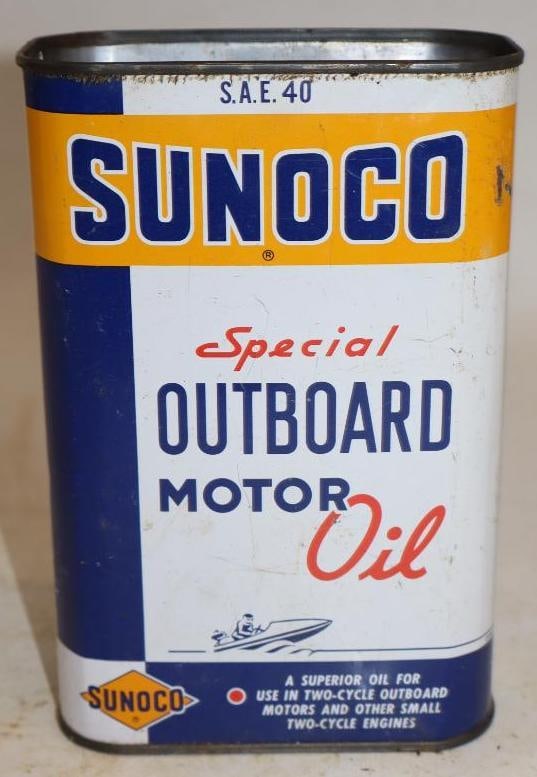 S.A.E. 40
SUNOCO
®
Special
OUTBOARD
MOTOR
Oil
SUNOCO
®
A SUPERIOR OIL FOR
USE IN TWO-CYCLE OUTBOARD
MOTORS AND OTHER SMALL
TWO-CYCLE ENGINES